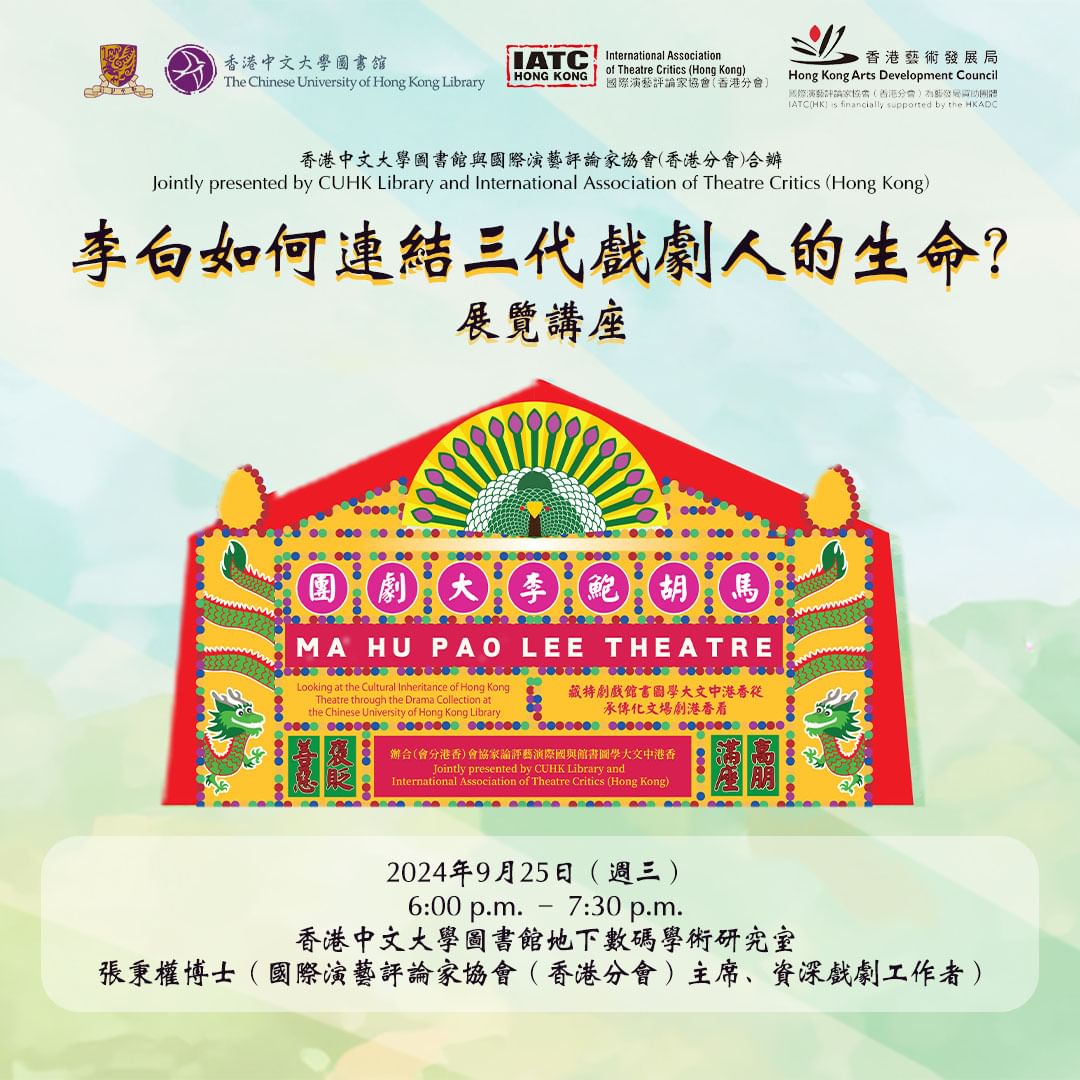 香港中文大學圖書館
The Chinese University of Hong Kong Library
IATC
HONG KONG
International Association
of Theatre Critics (Hong Kong)
國際演藝評論家協會(香港分會)
香港藝術發展局
Hong Kong Arts Development Council
國際演藝評論家協會(香港分會)為藝發局資助團體
IATC(HK) is financially supported by the HKADC
香港中文大學圖書館與國際演藝評論家協會(香港分會)合辦
Jointly presented by CUHK Library and International Association of Theatre Critics (Hong Kong)
李白如何連結三代戲劇人的生命?
展覽講座
團劇大李鮑胡馬
MA HU PAO LEE THEATRE
Looking at the Cultural Inheritance of Hong Kong
Theatre through the Drama Collection at
the Chinese University of Hong Kong Library
藏特劇戲館書圖學大文中港香從
承傳化文場劇港香看
褒貶
善惡
辦合(會分港香)會協家論評藝演際國與館書圖學大文中港香
Jointly presented by CUHK Library and
International Association of Theatre Critics (Hong Kong)
高朋
滿座
2024年9月25日(週三)
6:00 p.m. – 7:30 p.m.
香港中文大學圖書館地下數碼學術研究室
張秉權博士(國際演藝評論家協會(香港分會)主席、資深戲劇工作者)